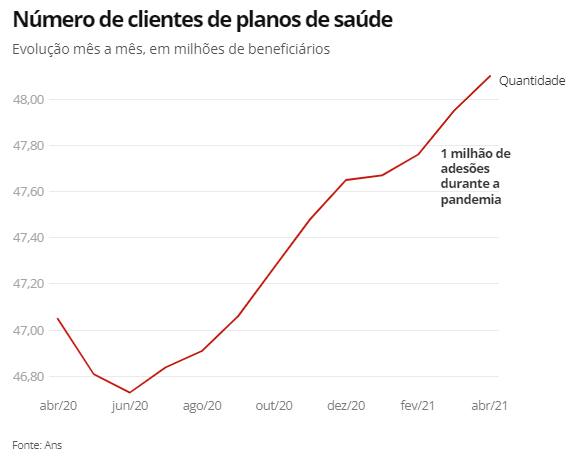 Número de clientes de planos de saúde
Evolução mês a mês, em milhões de beneficiários
Quantidade
48,00
47,80
1 milhão de
adesões
durante a
pandemia
47,60
47,40
47,20
47,00
46,80
abr/20 jun/20 ago/20 out/20 dez/20 fev/21 abr/21
Fonte: Ans